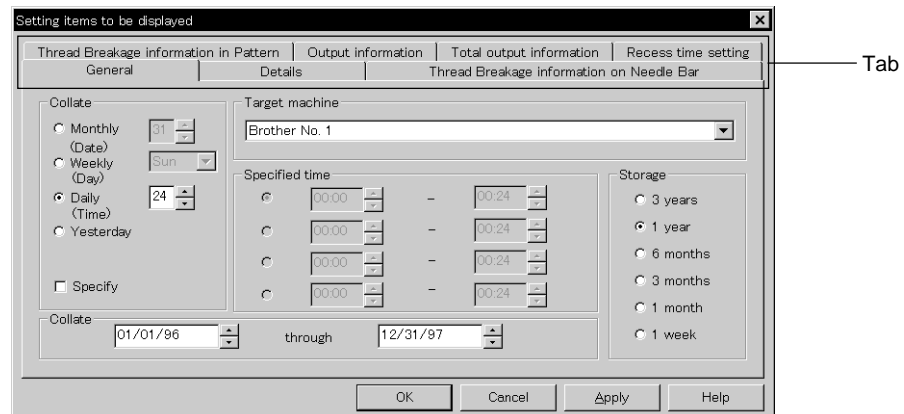 Setting items to be displayed
Thread Breakage information in Pattern Output information Total output information Recess time setting
General Details Thread Breakage information on Needle Bar
Tab
Collate
Monthly (Date) 31
Weekly (Day) Sun
Daily (Time) 24
Yesterday
Specify
Target machine
Brother No. 1
Specified time
00:00 – 00:24
00:00 – 00:24
00:00 – 00:24
00:00 – 00:24
Storage
3 years
1 year
6 months
3 months
1 month
1 week
Collate
01/01/96 through 12/31/97
OK Cancel Apply Help